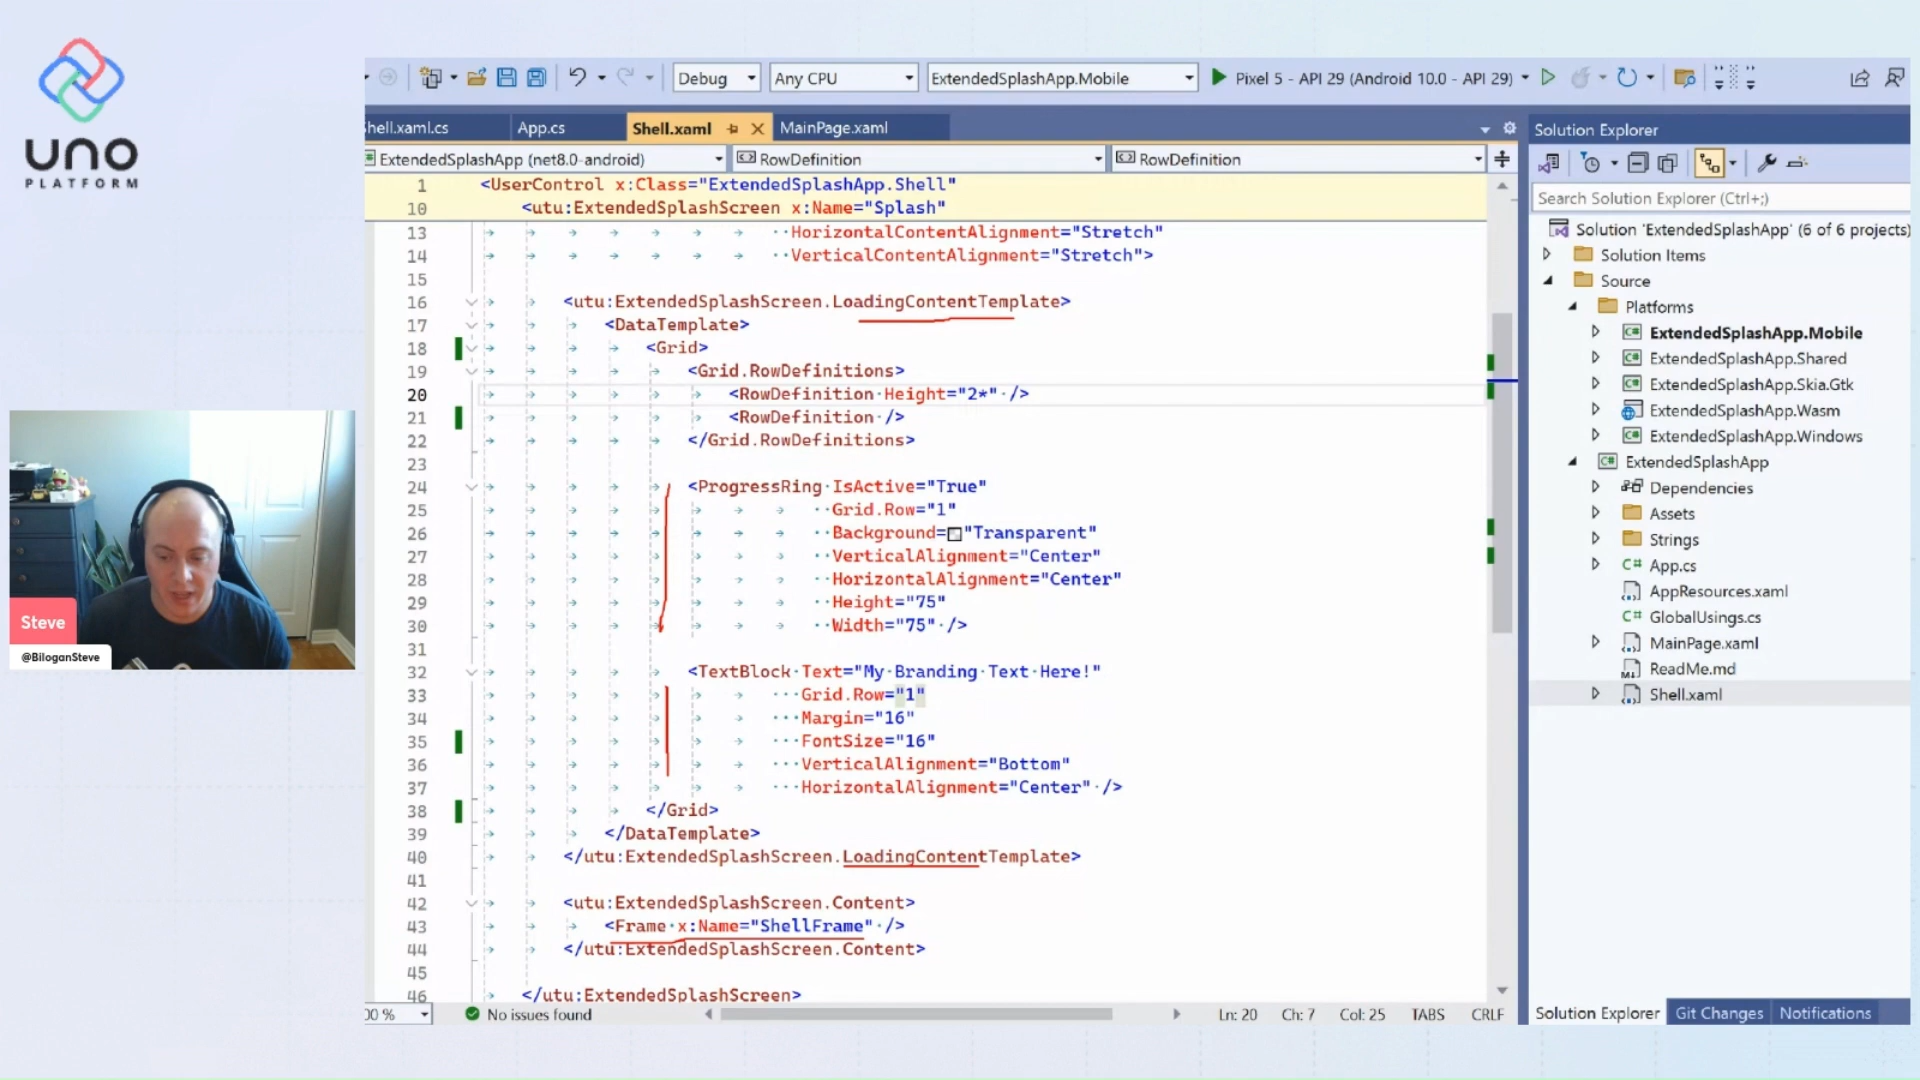 UNO
PLATFORM
Debug
Any CPU
ExtendedSplashApp.Mobile
Pixel 5 - API 29 (Android 10.0 - API 29)
hell.xaml.cs
App.cs
Shell.xaml
MainPage.xaml
ExtendedSplashApp (net8.0-android)
RowDefinition
RowDefinition
1 <UserControl x:Class="ExtendedSplashApp.Shell"
10 <utu:ExtendedSplashScreen x:Name="Splash"
13 HorizontalContentAlignment="Stretch"
14 VerticalContentAlignment="Stretch">
15
16 <utu:ExtendedSplashScreen.LoadingContentTemplate>
17 <DataTemplate>
18 <Grid>
19 <Grid.RowDefinitions>
20 <RowDefinition Height="2*" />
21 <RowDefinition />
22 </Grid.RowDefinitions>
23
24 <ProgressRing IsActive="True"
25 Grid.Row="1"
26 Background="Transparent"
27 VerticalAlignment="Center"
28 HorizontalAlignment="Center"
29 Height="75"
30 Width="75" />
31
32 <TextBlock Text="My Branding Text Here!"
33 Grid.Row="1"
34 Margin="16"
35 FontSize="16"
36 VerticalAlignment="Bottom"
37 HorizontalAlignment="Center" />
38 </Grid>
39 </DataTemplate>
40 </utu:ExtendedSplashScreen.LoadingContentTemplate>
41
42 <utu:ExtendedSplashScreen.Content>
43 <Frame x:Name="ShellFrame" />
44 </utu:ExtendedSplashScreen.Content>
45
46 </utu:ExtendedSplashScreen>
00 %
No issues found
Ln: 20
Ch: 7
Col: 25
TABS
CRLF
Solution Explorer
Search Solution Explorer (Ctrl+;)
Solution 'ExtendedSplashApp' (6 of 6 projects)
Solution Items
Source
Platforms
ExtendedSplashApp.Mobile
ExtendedSplashApp.Shared
ExtendedSplashApp.Skia.Gtk
ExtendedSplashApp.Wasm
ExtendedSplashApp.Windows
ExtendedSplashApp
Dependencies
Assets
Strings
App.cs
AppResources.xaml
GlobalUsings.cs
MainPage.xaml
ReadMe.md
Shell.xaml
Solution Explorer
Git Changes
Notifications
Steve
@BiloganSteve